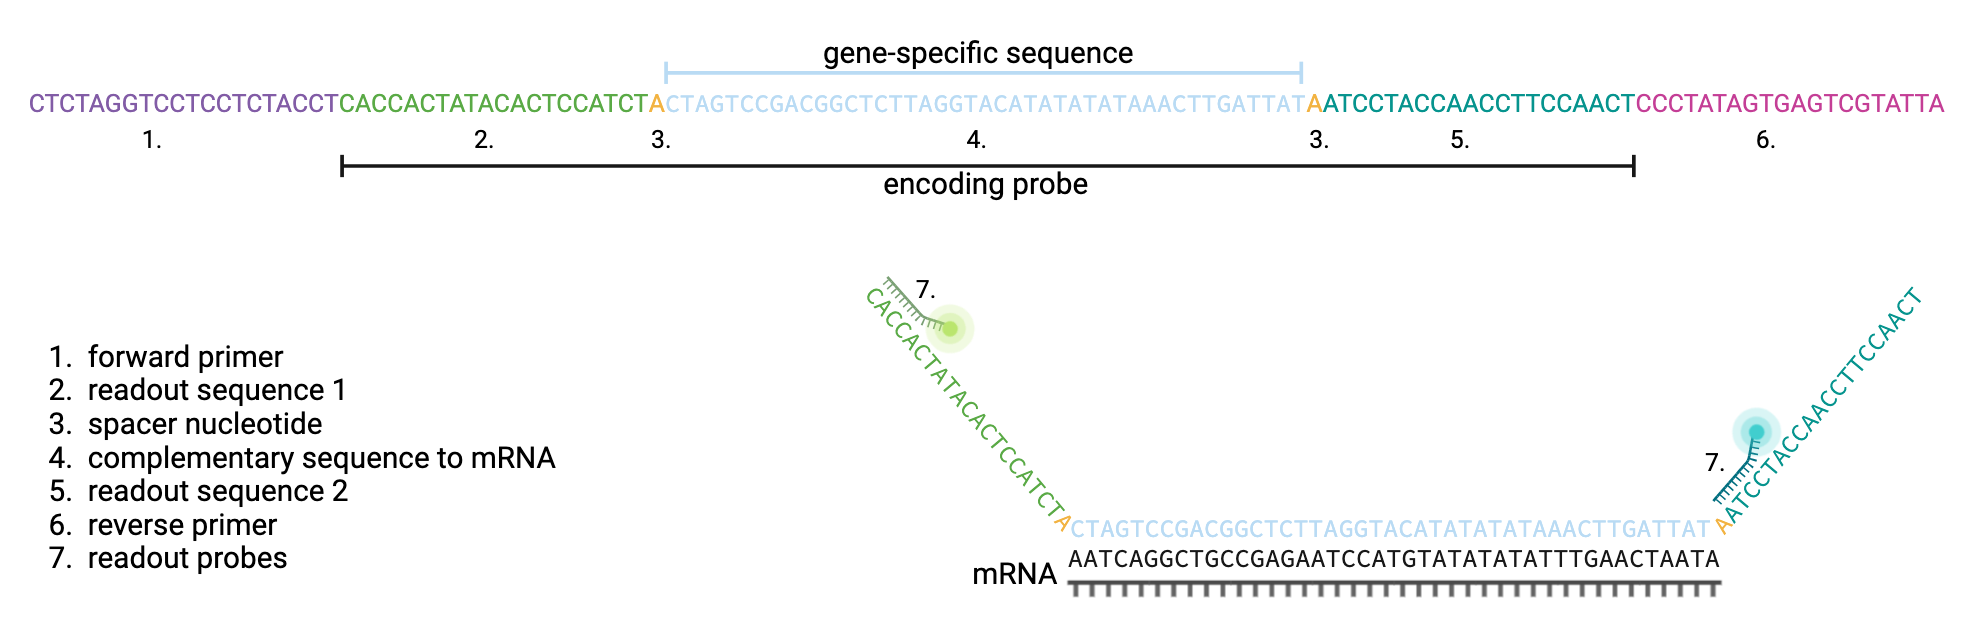 gene-specific sequence
CTCTAGGTCCTCCTCTACCTCACCACTATACACTCCATCTACTAGTCCGACGGCTCTTAGGTACATATATATAAACTTGATTATAATCCTACCAACCTTCCAACTCCCTATAGTGAGTCGTATTA
1. 2. 3. 4. 3. 5. 6.
encoding probe
7.
CACCACTATACACTCCATCTA
7.
AATCCTACCAACCTTCCAACT
CTAGTCCGACGGCTCTTAGGTACATATATATAAACTTGATTAT
AATCAGGCTGCCGAGAATCCATGTATATATATTTGAACTAATA
mRNA
1. forward primer
2. readout sequence 1
3. spacer nucleotide
4. complementary sequence to mRNA
5. readout sequence 2
6. reverse primer
7. readout probes